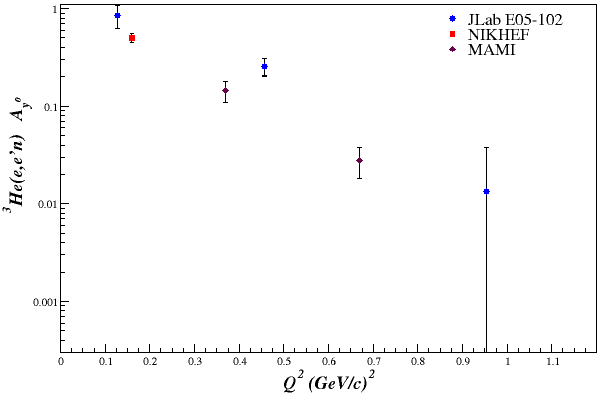 1
0.1
0.01
0.001
³He(e,e'n) A_y⁰
JLab E05-102
NIKHEF
MAMI
0 0.1 0.2 0.3 0.4 0.5 0.6 0.7 0.8 0.9 1 1.1
Q² (GeV/c)²